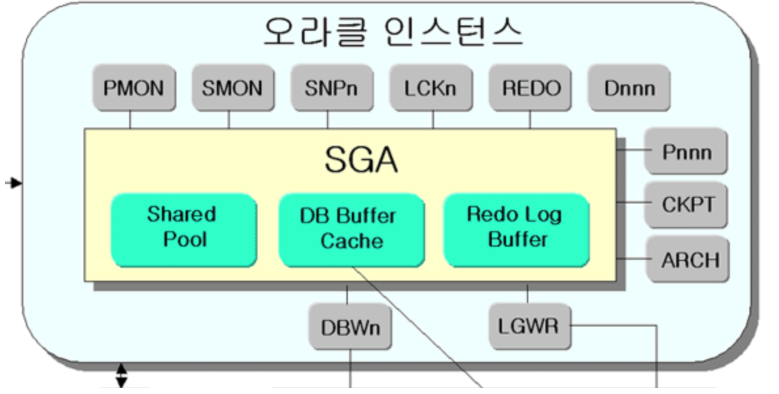 오라클 인스턴스
PMON
SMON
SNPn
LCKn
REDO
Dnnn
SGA
Pnnn
Shared
Pool
DB Buffer
Cache
Redo Log
Buffer
CKPT
ARCH
DBWn
LGWR